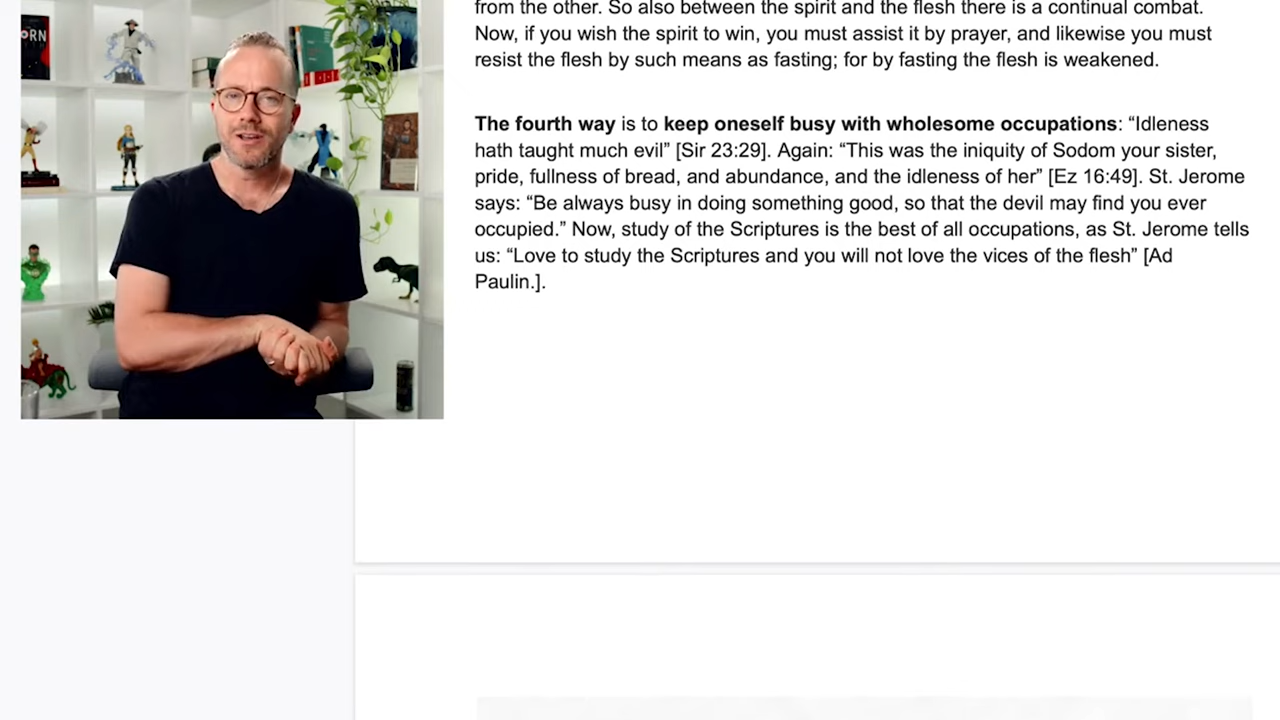 ORN
from the other. So also between the spirit and the flesh there is a continual combat.
Now, if you wish the spirit to win, you must assist it by prayer, and likewise you must
resist the flesh by such means as fasting; for by fasting the flesh is weakened.
The fourth way is to keep oneself busy with wholesome occupations: “Idleness
hath taught much evil” [Sir 23:29]. Again: “This was the iniquity of Sodom your sister,
pride, fullness of bread, and abundance, and the idleness of her” [Ez 16:49]. St. Jerome
says: “Be always busy in doing something good, so that the devil may find you ever
occupied.” Now, study of the Scriptures is the best of all occupations, as St. Jerome tells
us: “Love to study the Scriptures and you will not love the vices of the flesh” [Ad
Paulin.].